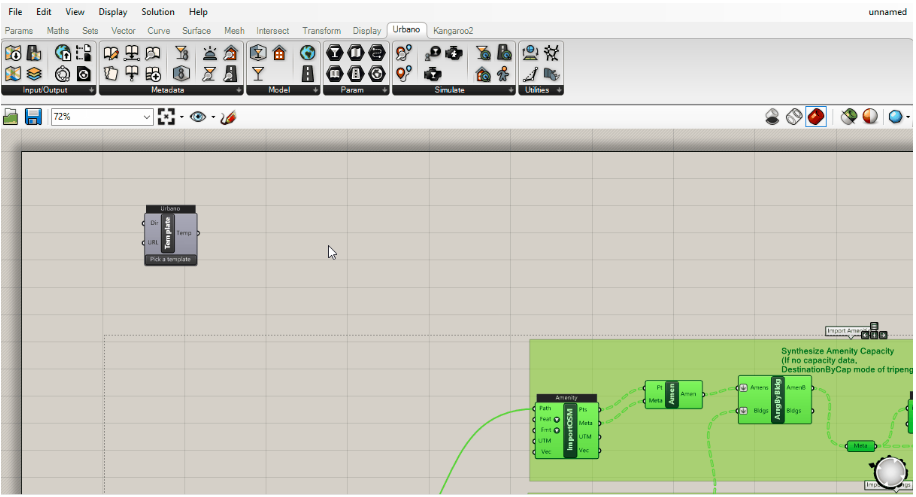 File Edit View Display Solution Help unnamed
Params Maths Sets Vector Curve Surface Mesh Intersect Transform Display Urbano Kangaroo2
Input/Output Metadata Model Param Simulate Utilities
72%
Urbano
Dir
URL
Template
Temp
Pick a template
Import Amen
Synthesize Amenity Capacity
(If no capacity data,
DestinationByCap mode of tripeng
Amenity
Path
Feat
Fmt
UTM
Vec
ImportOSM
Pts
Meta
UTM
Vec
Pt
Meta
Amen
Amen
Amens
Bldgs
AmgByBldg
AmenB
Bldgs
Meta